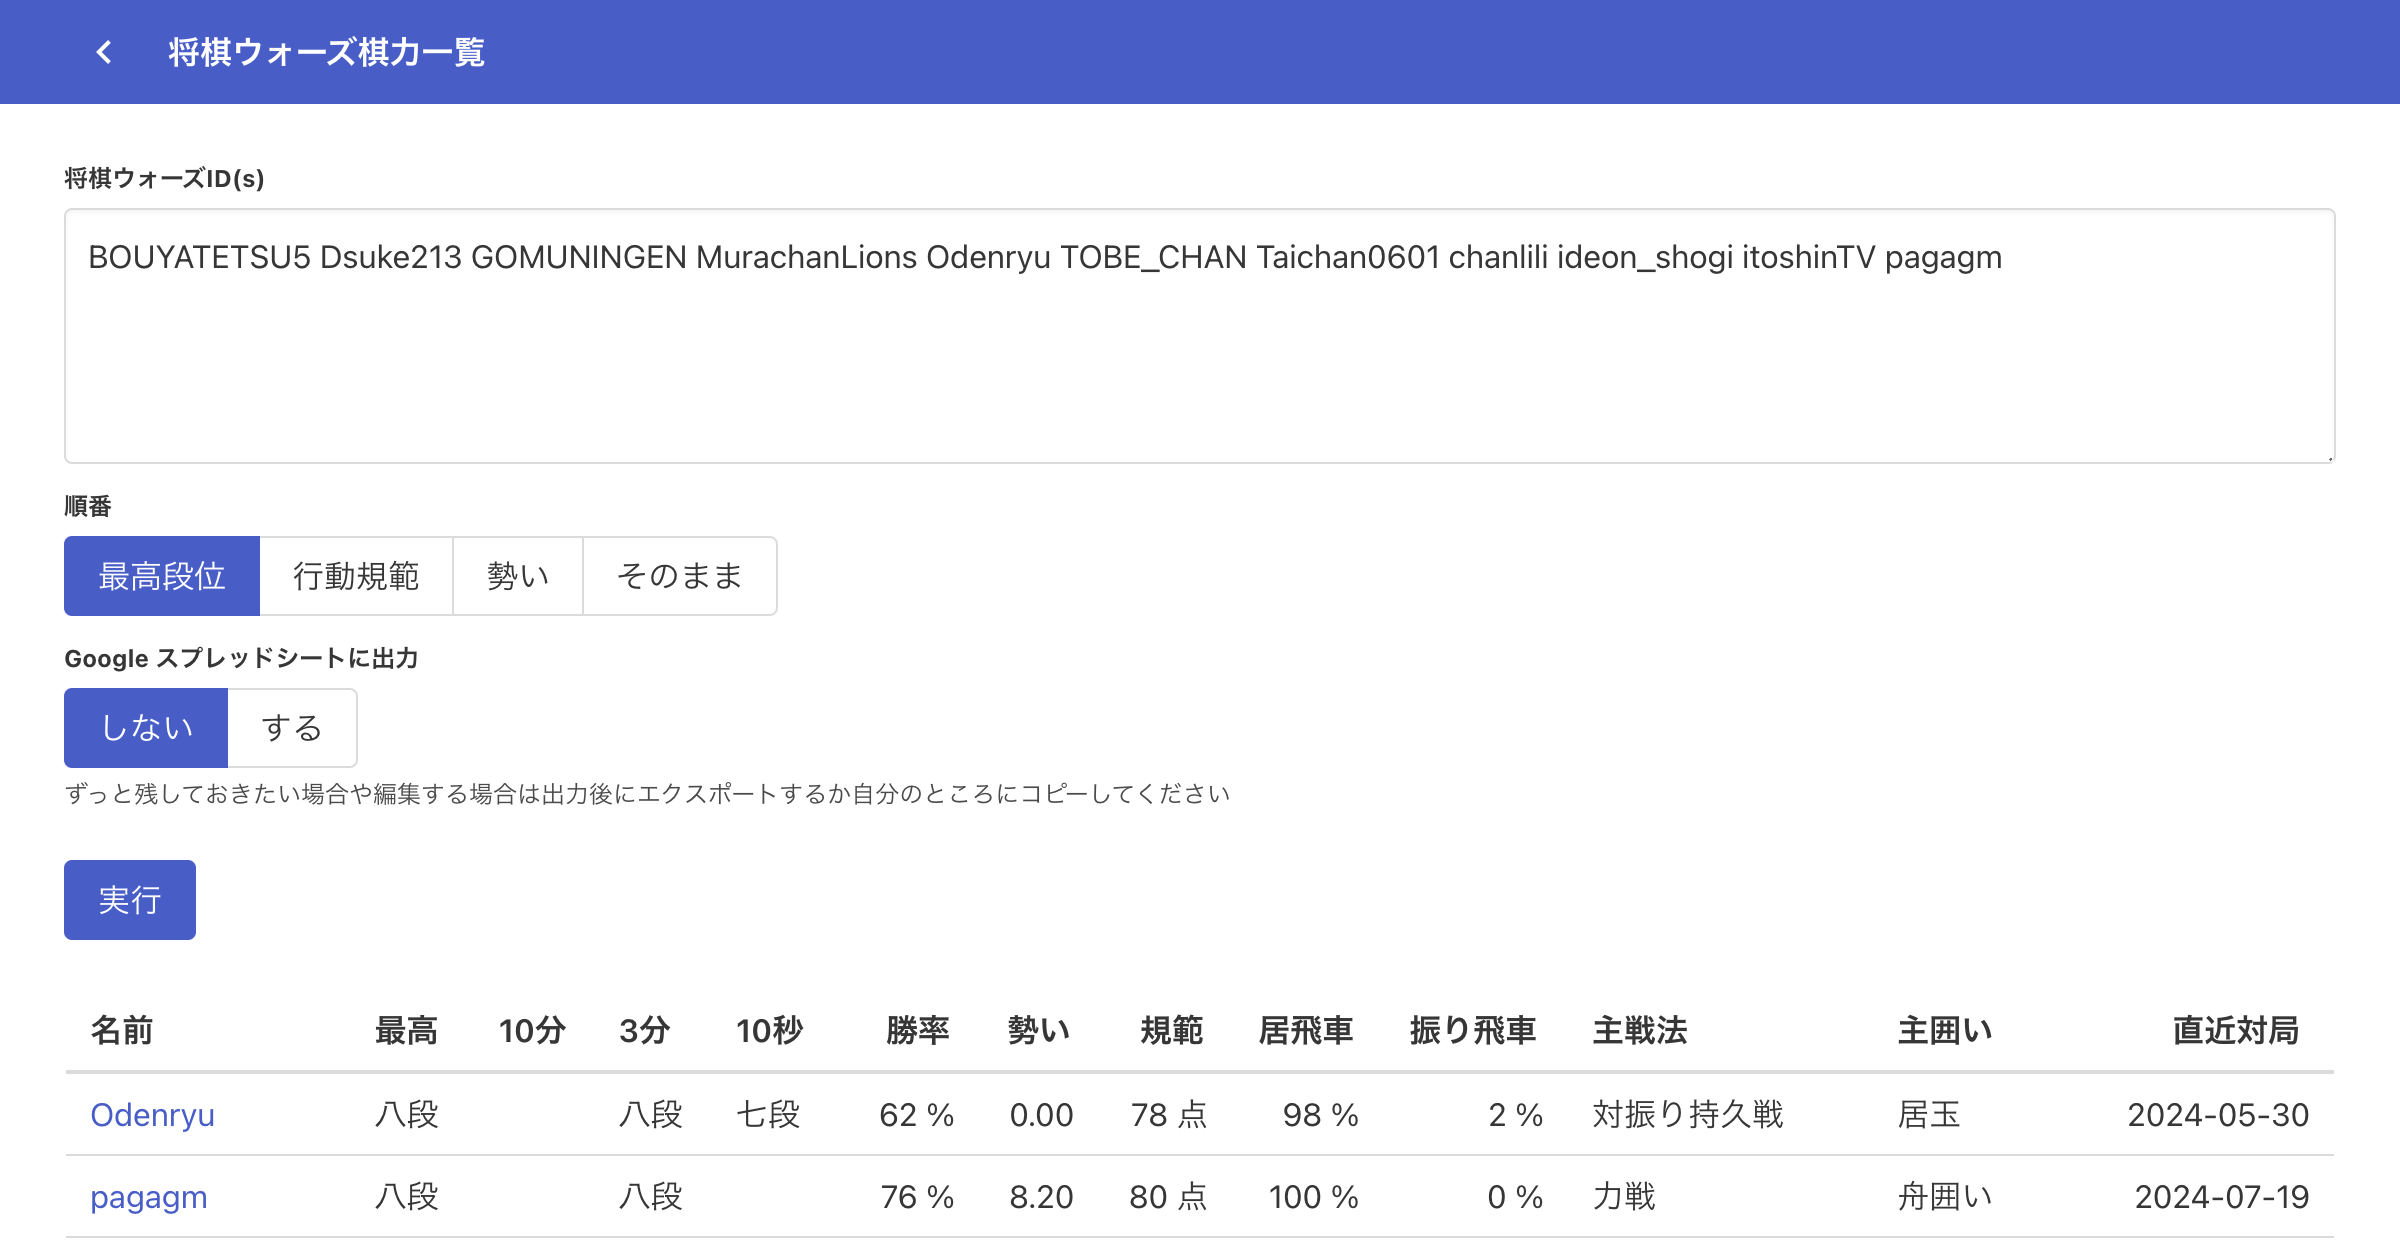 将棋ウォーズ棋力一覧
将棋ウォーズID(s)
BOUYATETSU5 Dsuke213 GOMUNINGEN MurachanLions Odenryu TOBE_CHAN Taichan0601 chanlili ideon_shogi itoshinTV pagagm
順番
最高段位 行動規範 勢い そのまま
Google スプレッドシートに出力
しない する
ずっと残しておきたい場合や編集する場合は出力後にエクスポートするか自分のところにコピーしてください
実行
名前 最高 10分 3分 10秒 勝率 勢い 規範 居飛車 振り飛車 主戦法 主囲い 直近対局
Odenryu 八段 八段 七段 62 % 0.00 78 点 98 % 2 % 対振り持久戦 居玉 2024-05-30
pagagm 八段 八段 76 % 8.20 80 点 100 % 0 % 力戦 舟囲い 2024-07-19